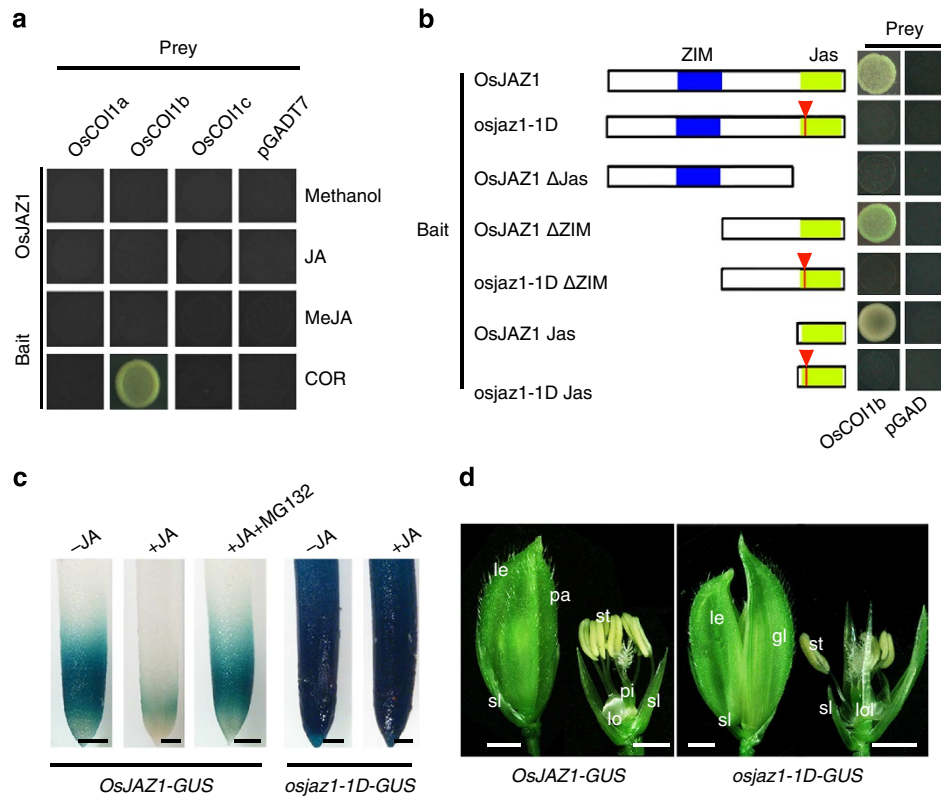 a
Prey
OsCOI1a
OsCOI1b
OsCOI1c
pGADT7
OsJAZ1
Bait
Methanol
JA
MeJA
COR
b
Prey
ZIM
Jas
Bait
OsJAZ1
osjaz1-1D
OsJAZ1 ΔJas
OsJAZ1 ΔZIM
osjaz1-1D ΔZIM
OsJAZ1 Jas
osjaz1-1D Jas
OsCOI1b
pGAD
c
–JA
+JA
+JA+MG132
–JA
+JA
OsJAZ1-GUS
osjaz1-1D-GUS
d
le
pa
st
sl
pi
lo
sl
le
gl
st
sl
sl
lol
OsJAZ1-GUS
osjaz1-1D-GUS